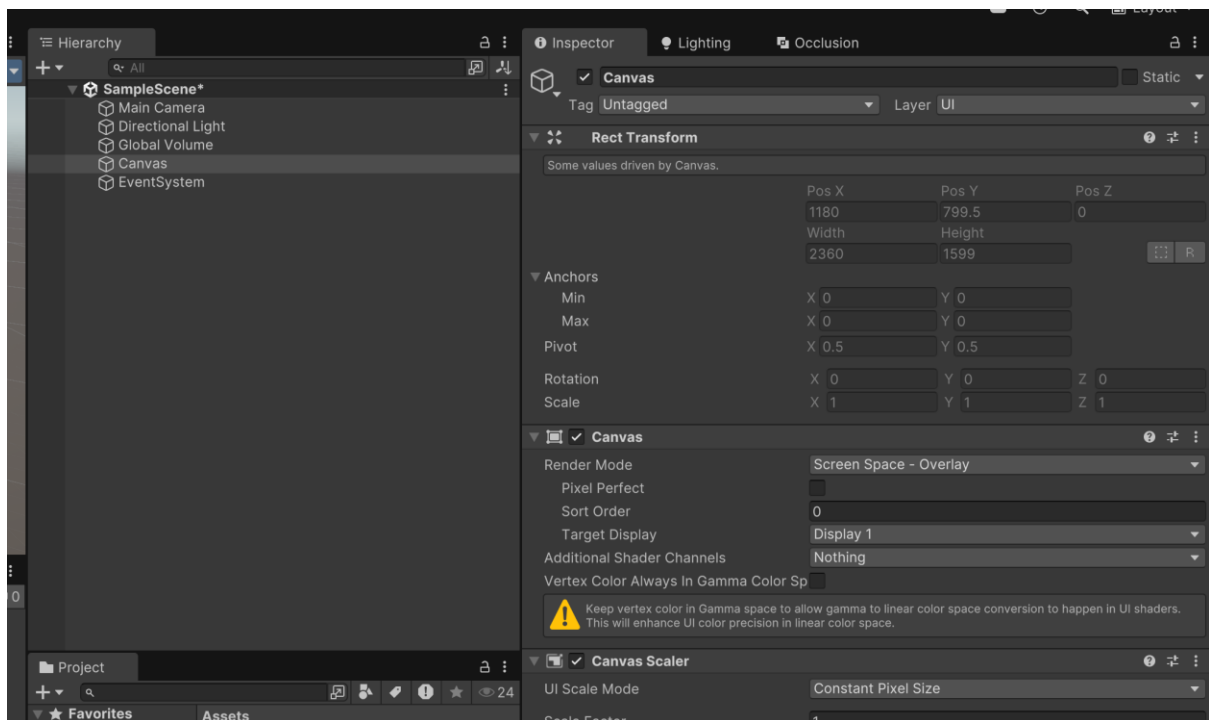 Layout
Hierarchy
All
SampleScene*
Main Camera
Directional Light
Global Volume
Canvas
EventSystem
0
Project
24
Favorites
Assets
Inspector Lighting Occlusion
Canvas Static
Tag Untagged Layer UI
Rect Transform
Some values driven by Canvas.
Pos X Pos Y Pos Z
1180 799.5 0
Width Height
2360 1599 R
Anchors
Min X 0 Y 0
Max X 0 Y 0
Pivot X 0.5 Y 0.5
Rotation X 0 Y 0 Z 0
Scale X 1 Y 1 Z 1
Canvas
Render Mode Screen Space - Overlay
Pixel Perfect
Sort Order 0
Target Display Display 1
Additional Shader Channels Nothing
Vertex Color Always In Gamma Color Sp
Keep vertex color in Gamma space to allow gamma to linear color space conversion to happen in UI shaders.
This will enhance UI color precision in linear color space.
Canvas Scaler
UI Scale Mode Constant Pixel Size
Scale Factor 1